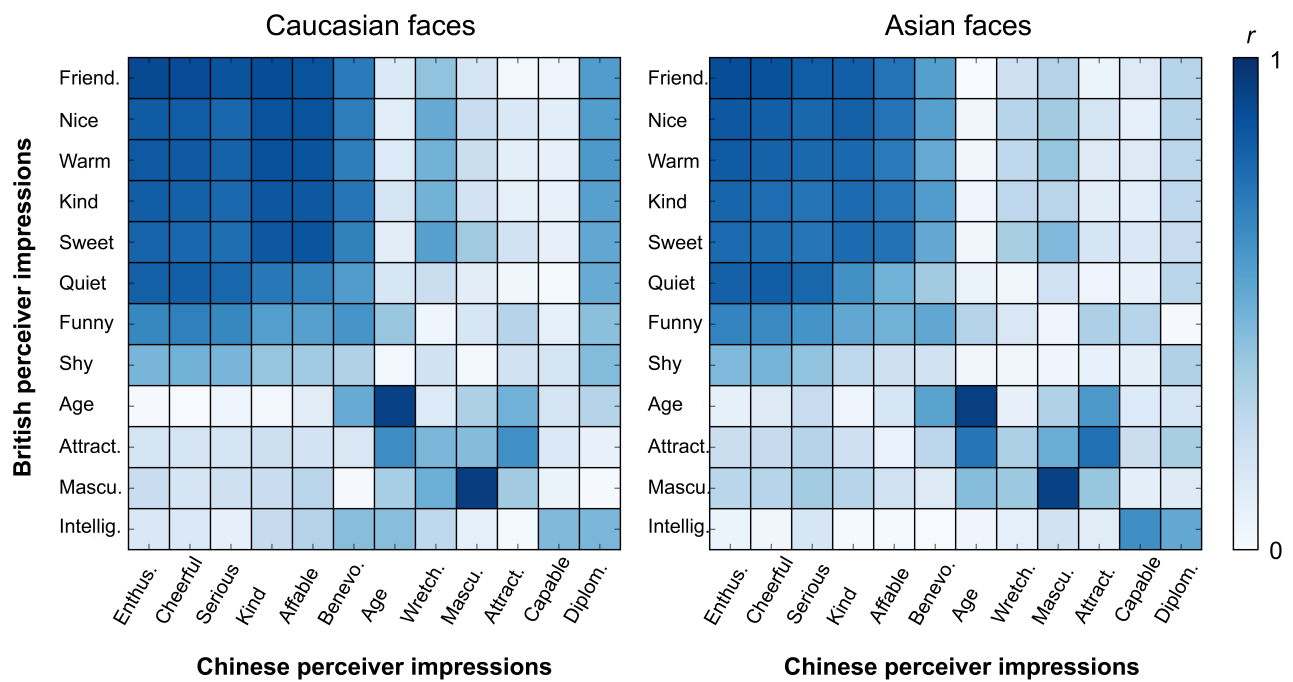 Caucasian faces
Asian faces
r
1
0
British perceiver impressions
Friend.
Nice
Warm
Kind
Sweet
Quiet
Funny
Shy
Age
Attract.
Mascu.
Intellig.
Friend.
Nice
Warm
Kind
Sweet
Quiet
Funny
Shy
Age
Attract.
Mascu.
Intellig.
Enthus.
Cheerful
Serious
Kind
Affable
Benevo.
Age
Wretch.
Mascu.
Attract.
Capable
Diplom.
Enthus.
Cheerful
Serious
Kind
Affable
Benevo.
Age
Wretch.
Mascu.
Attract.
Capable
Diplom.
Chinese perceiver impressions
Chinese perceiver impressions